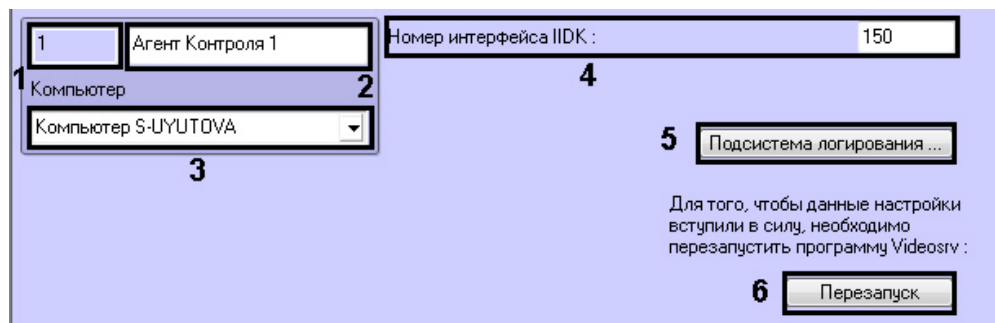 1
Агент Контроля 1
Номер интерфейса IIDK :
150
1
Компьютер
2
4
Компьютер S-UYUTOVA
3
5
Подсистема логирования ...
Для того, чтобы данные настройки
вступили в силу, необходимо
перезапустить программу Videosrv :
6
Перезапуск